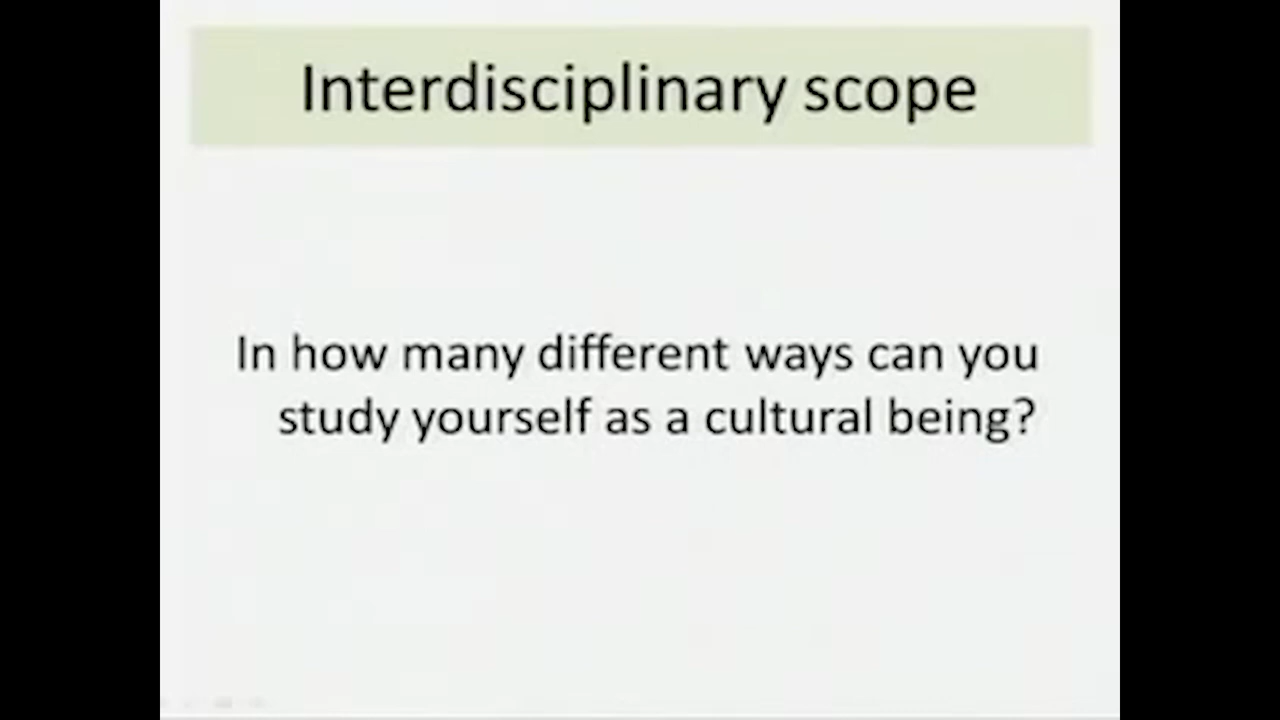 Interdisciplinary scope
In how many different ways can you
study yourself as a cultural being?